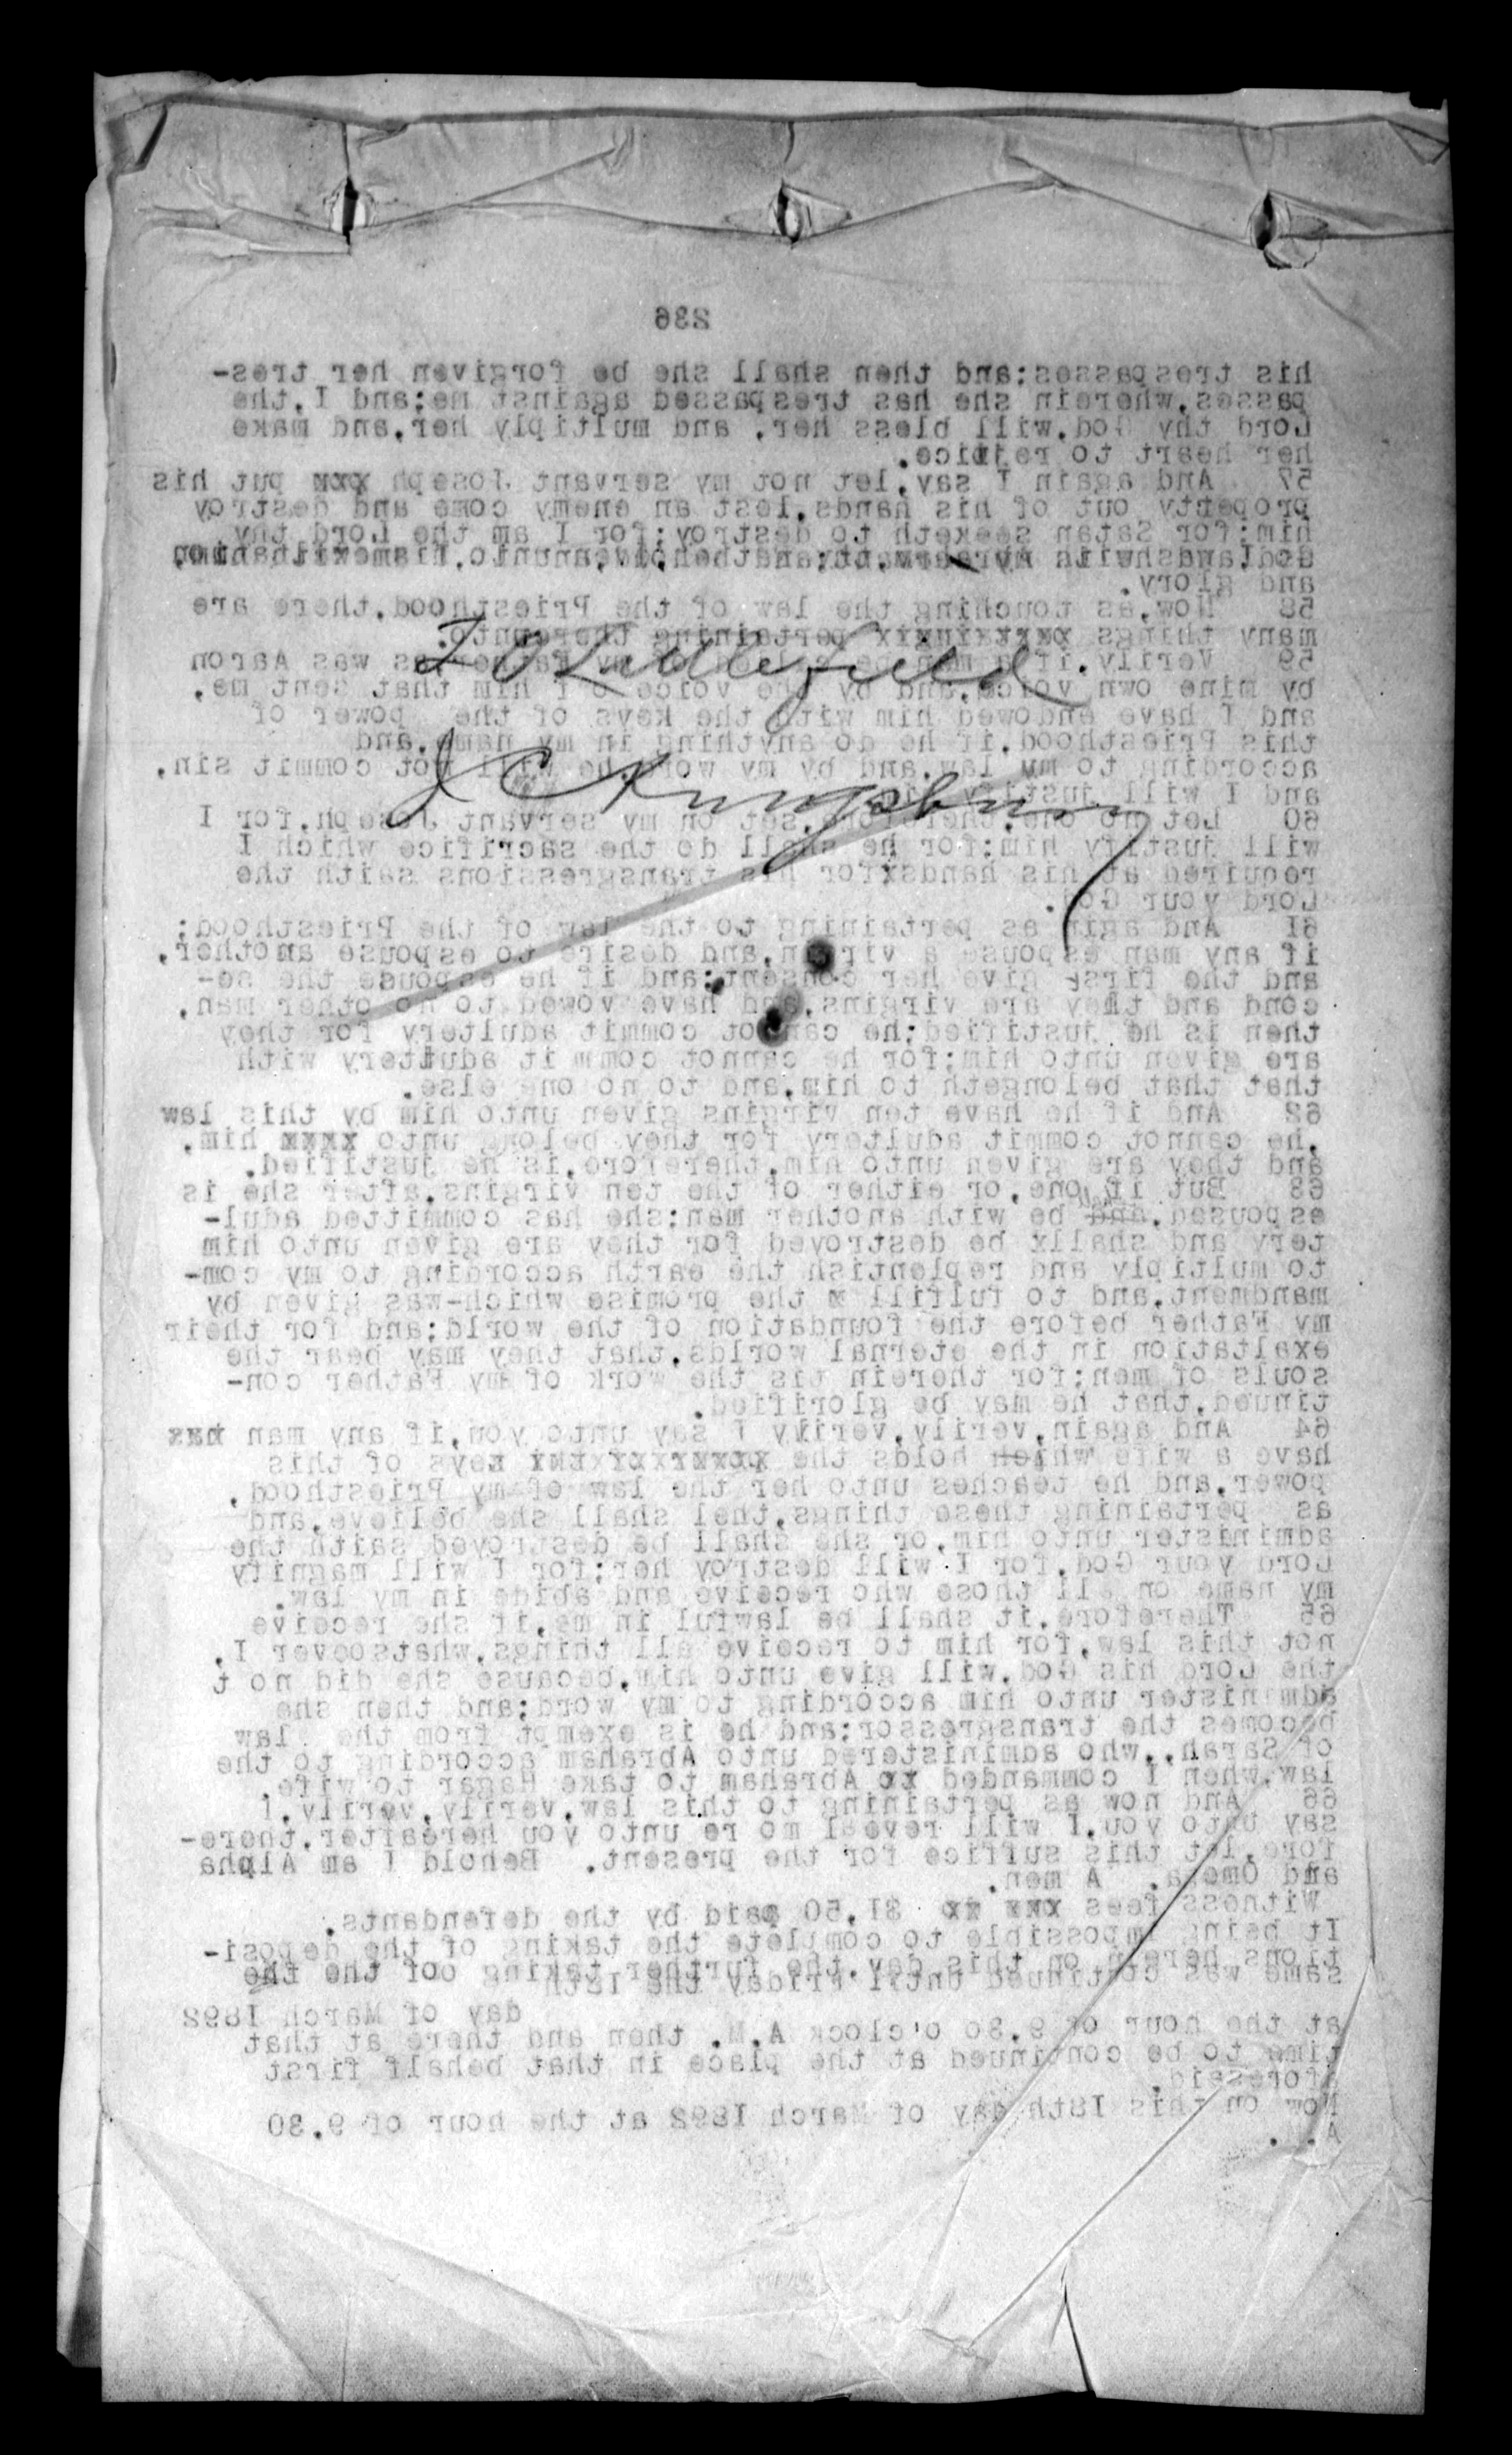 236
his trespasses;and then shall she be forgiven her tres-
passes,wherein she has trespassed against me;and I,the
Lord thy God,will bless her, and multiply her,and make
her heart to rejoice.
57 And again I say,let not my servant Joseph xxx put his
property out of his hands,lest an enemy come and destroy
him;for Satan seeketh to destroy;for I am the Lord thy
and glory.
58 Now,as touching the law of the Priesthood,there are
many things pertaining thereunto.
L O Littlefield
59 Verily,if a man be called of my Father,as was Aaron
by mine own voice,and by the voice of him that sent me,
and I have endowed him with the keys of the power of
this Priesthood,if he do anything in my name,and
J C Kingsbury
according to my law,and by my word,he will not commit sin,
and I will justify
60 Let no one,therefore,set on my servant Joseph,for I
will justify him;for he shall do the sacrifice which I
required at his handsxfor his transgressions saith the
Lord your God.
61 And agin as pertaining to the law of the Priesthood;
if any man espouse a virgin,and desire to espouse another,
and the first give her consent;and if he espouse the se-
cond and they are virgins,and have vowed to no other man,
then is he justified;he cannot commit adultery for they
are given unto him;for he cannot comm it adultery with
that that belongeth to him,and to no one else.
62 And if he have ten virgins given unto him by this law
,he cannot commit adultery for they belong unto xxxx him,
and they are given unto him,therefore,is he justified.
63 But if one,or either of the ten virgins,after she is
espoused,and be with another man;she has committed adul-
tery and shallx be destroyed for they are given unto him
to multiply and replentish the earth according to my com-
mandment,and to fulfill x the promise which-was given by
my Father before the foundation of the world;and for their
exaltation in the eternal worlds,that they may bear the
souls of men;for therein is the work of my Father con-
tinued,that he may be glorified.
64 And again,verily,verily I say unto you,if any man has
have a wife which holds the keys of this
power,and he teaches unto her the law of my Priesthood,
as pertaining these things,thel shall she believe,and
administer unto him,or she shall be destroyed saith the
Lord your God,for I will destroy her;for I will magnify
my name on all those who receive and abide in my law.
65 Therefore,it shall be lawful in me,if she receive
not this law,for him to receive all things,whatsoever I,
the Lord his God,will give unto him,because she did no t
administer unto him according to my word;and then she
becomes the transgressor;and he is exempt from the law
of Sarah,,who administered unto Abraham according to the
law,when I commanded xx Abraham to take Hagar to wife.
66 And now as pertaining to this law,verily,verily,I
say unto you,I will reveal mo re unto you hereafter,there-
fore,let this suffice for the present. Behold I am Alpha
and Omega. A men.
Witness fees xxx xx $1.50 paid by the defendants.
It being impossible to complete the taking of the deposi-
tions herein on this day,the further taking oof the the
same was continued until Friday the 18th
day of March 1892
at the hour of 9.30 o'clock A.M. then and there at that
time to be continued at the place in that behalf first
aforesaid.
Now on this 18th day of March 1892 at the hour of 9.30
A..